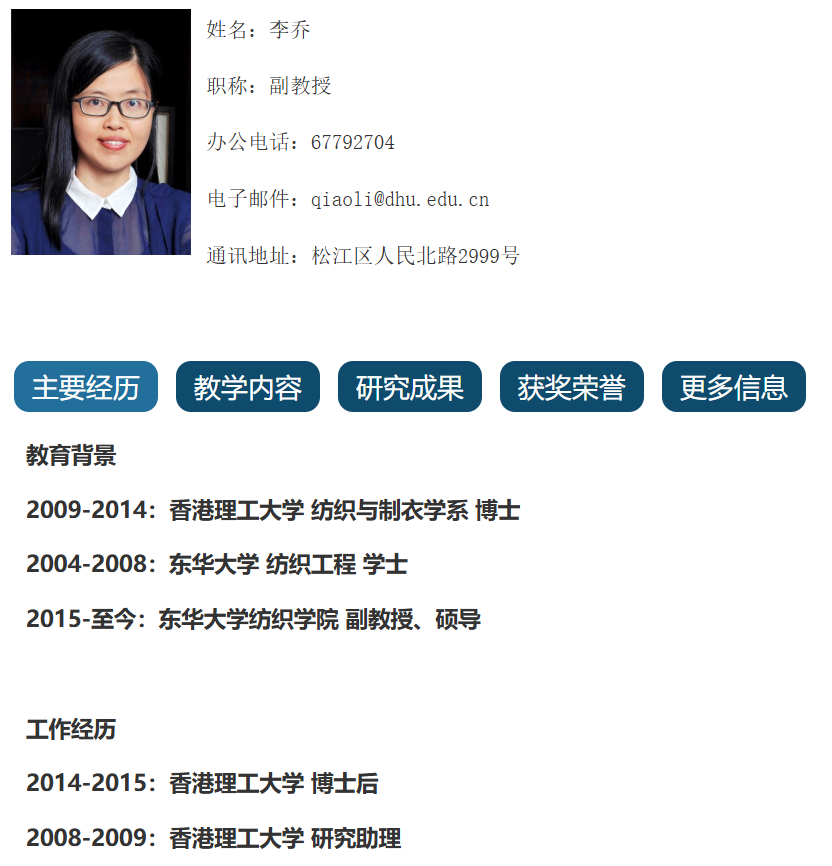 姓名：李乔
职称：副教授
办公电话：67792704
电子邮件：qiaoli@dhu.edu.cn
通讯地址：松江区人民北路2999号
主要经历 教学内容 研究成果 获奖荣誉 更多信息
教育背景
2009-2014：香港理工大学 纺织与制衣学系 博士
2004-2008：东华大学 纺织工程 学士
2015-至今：东华大学纺织学院 副教授、硕导
工作经历
2014-2015：香港理工大学 博士后
2008-2009：香港理工大学 研究助理